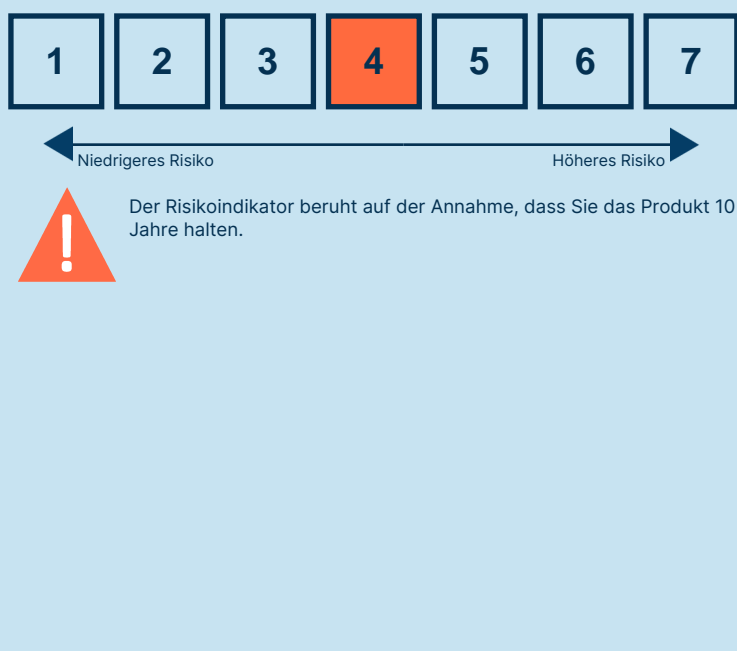 1 2 3 4 5 6 7
Niedrigeres Risiko Höheres Risiko
!
Der Risikoindikator beruht auf der Annahme, dass Sie das Produkt 10
Jahre halten.